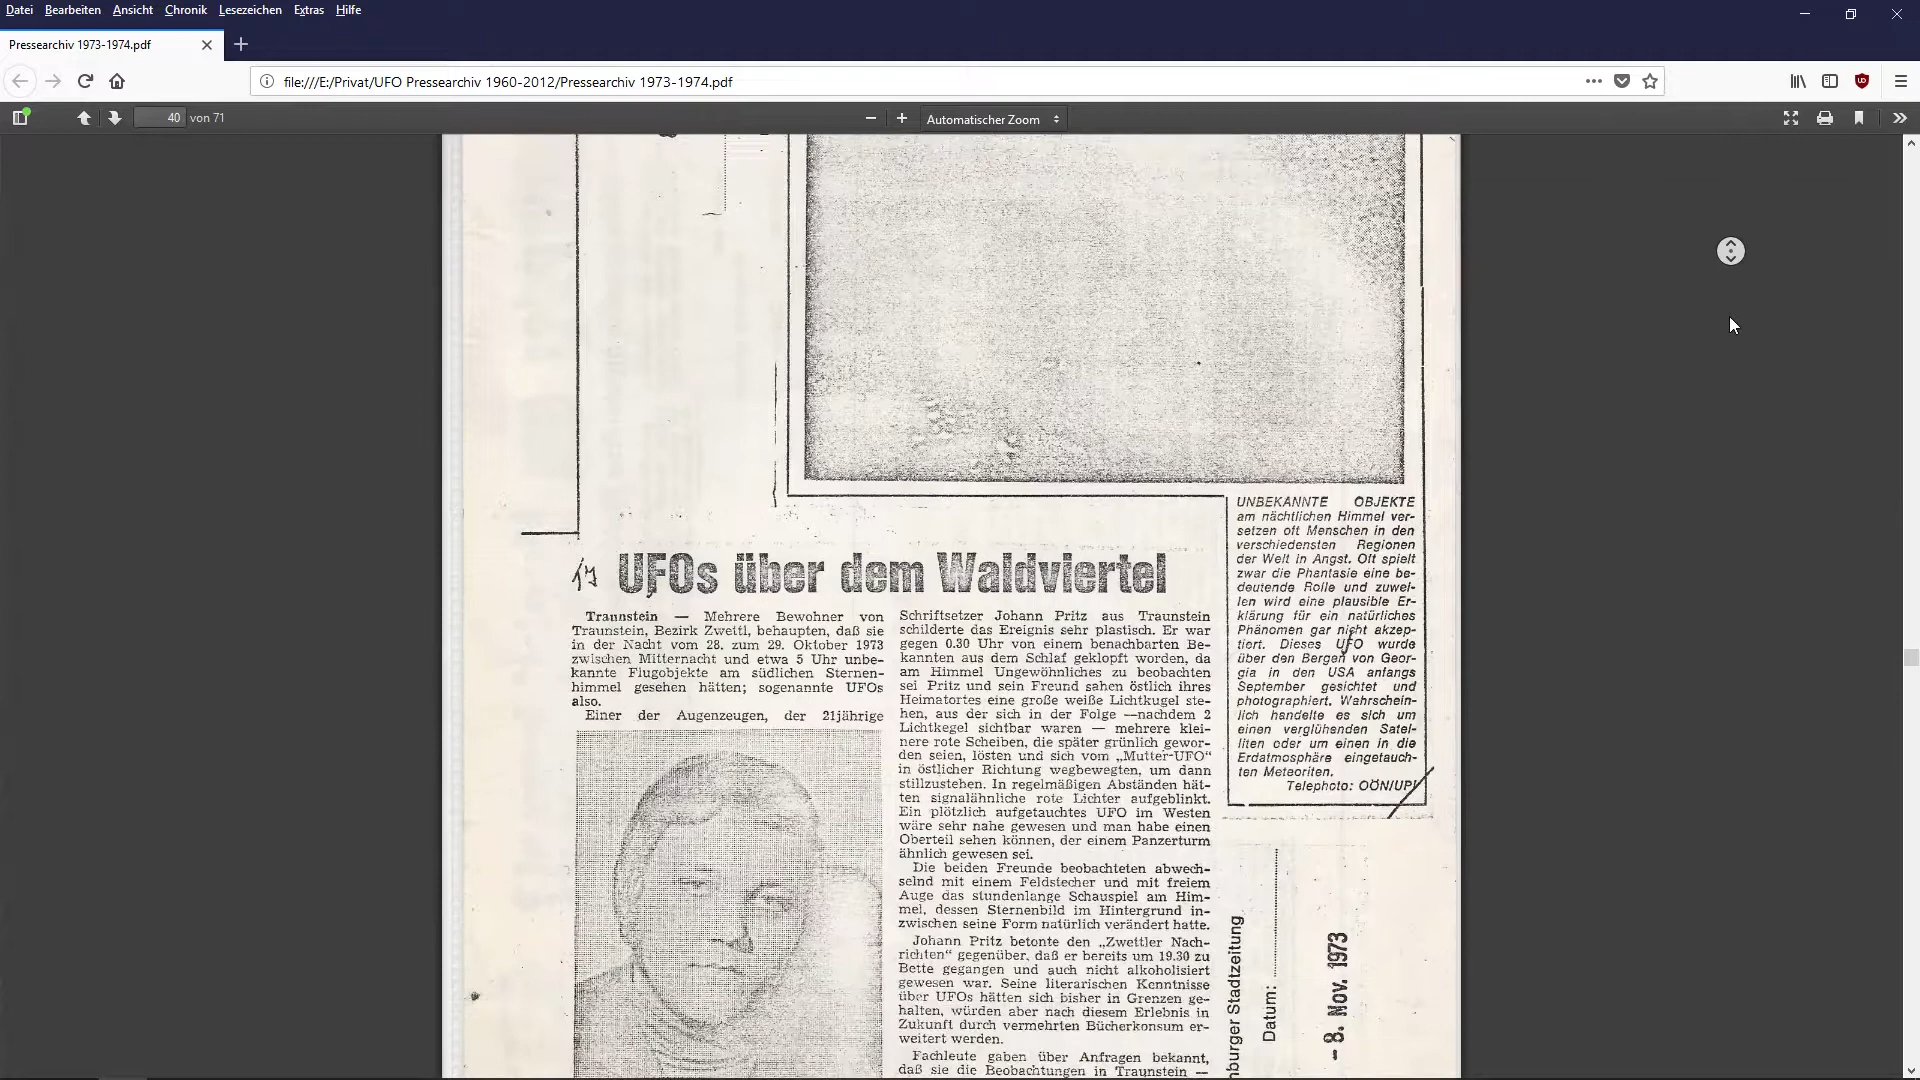 Datei Bearbeiten Ansicht Chronik Lesezeichen Extras Hilfe
Pressearchiv 1973-1974.pdf
file:///E:/Privat/UFO Pressearchiv 1960-2012/Pressearchiv 1973-1974.pdf
40 von 71
Automatischer Zoom
UFOs über dem Waldviertel
Traunstein — Mehrere Bewohner von
Traunstein, Bezirk Zwettl, behaupten, daß sie
in der Nacht vom 28. zum 29. Oktober 1973
zwischen Mitternacht und etwa 5 Uhr unbe-
kannte Flugobjekte am südlichen Sternen-
himmel gesehen hätten; sogenannte UFOs
also.
Einer der Augenzeugen, der 21jährige
Schriftsetzer Johann Pritz aus Traunstein
schilderte das Ereignis sehr plastisch. Er war
gegen 0.30 Uhr von einem benachbarten Be-
kannten aus dem Schlaf geklopft worden, da
am Himmel Ungewöhnliches zu beobachten
sei Pritz und sein Freund sahen östlich ihres
Heimatortes eine große weiße Lichtkugel ste-
hen, aus der sich in der Folge —nachdem 2
Lichtkegel sichtbar waren — mehrere klei-
nere rote Scheiben, die später grünlich gewor-
den seien, lösten und sich vom „Mutter-UFO“
in östlicher Richtung wegbewegten, um dann
stillzustehen. In regelmäßigen Abständen hät-
ten signalähnliche rote Lichter aufgeblinkt.
Ein plötzlich aufgetauchtes UFO im Westen
wäre sehr nahe gewesen und man habe einen
Oberteil sehen können, der einem Panzerturm
ähnlich gewesen sei.
Die beiden Freunde beobachteten abwech-
selnd mit einem Feldstecher und mit freiem
Auge das stundenlange Schauspiel am Him-
mel, dessen Sternenbild im Hintergrund in-
zwischen seine Form natürlich verändert hatte.
Johann Pritz betonte den „Zwettler Nach-
richten“ gegenüber, daß er bereits um 19.30 zu
Bette gegangen und auch nicht alkoholisiert
gewesen war. Seine literarischen Kenntnisse
über UFOs hätten sich bisher in Grenzen ge-
halten, würden aber nach diesem Erlebnis in
Zukunft durch vermehrten Bücherkonsum er-
weitert werden.
Fachleute gaben über Anfragen bekannt,
daß sie die Beobachtungen in Traunstein —
UNBEKANNTE OBJEKTE
am nächtlichen Himmel ver-
setzen oft Menschen in den
verschiedensten Regionen
der Welt in Angst. Oft spielt
zwar die Phantasie eine be-
deutende Rolle und zuwei-
len wird eine plausible Er-
klärung für ein natürliches
Phänomen gar nicht akzep-
tiert. Dieses UFO wurde
über den Bergen von Geor-
gia in den USA anfangs
September gesichtet und
photographiert. Wahrschein-
lich handelte es sich um
einen verglühenden Satel-
liten oder um einen in die
Erdatmosphäre eingetauch-
ten Meteoriten.
Telephoto: OÖN/UPI
nburger Stadtzeitung
Datum:
- 8. Nov. 1973